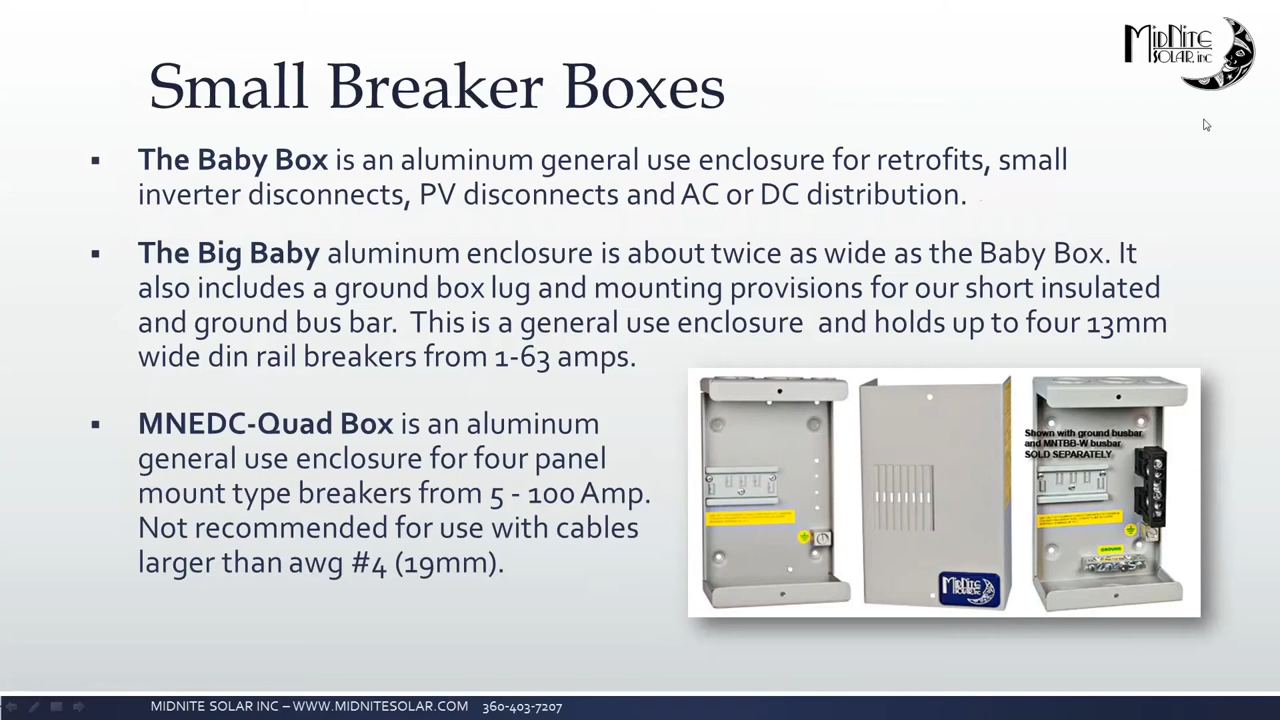 MIDNITE
SOLAR, inc
Small Breaker Boxes
▪ The Baby Box is an aluminum general use enclosure for retrofits, small
inverter disconnects, PV disconnects and AC or DC distribution.
▪ The Big Baby aluminum enclosure is about twice as wide as the Baby Box. It
also includes a ground box lug and mounting provisions for our short insulated
and ground bus bar. This is a general use enclosure and holds up to four 13mm
wide din rail breakers from 1-63 amps.
▪ MNEDC-Quad Box is an aluminum
general use enclosure for four panel
mount type breakers from 5 - 100 Amp.
Not recommended for use with cables
larger than awg #4 (19mm).
Shown with ground busbar
and MNTBB-W busbar
SOLD SEPARATELY
GROUND
MIDNITE
SOLAR, inc
MIDNITE SOLAR INC – WWW.MIDNITESOLAR.COM 360-403-7207